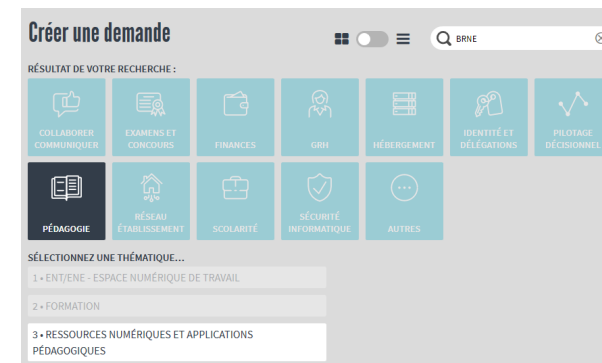 Créer une demande
BRNE
RÉSULTAT DE VOTRE RECHERCHE :
COLLABORER
COMMUNIQUER
EXAMENS ET
CONCOURS
FINANCES
GRH
HÉBERGEMENT
IDENTITÉ ET
DÉLÉGATIONS
PILOTAGE
DÉCISIONNEL
PÉDAGOGIE
RÉSEAU
ÉTABLISSEMENT
SCOLARITÉ
SÉCURITÉ
INFORMATIQUE
AUTRES
SÉLECTIONNEZ UNE THÉMATIQUE...
1 • ENT/ENE - ESPACE NUMÉRIQUE DE TRAVAIL
2 • FORMATION
3 • RESSOURCES NUMÉRIQUES ET APPLICATIONS
PÉDAGOGIQUES